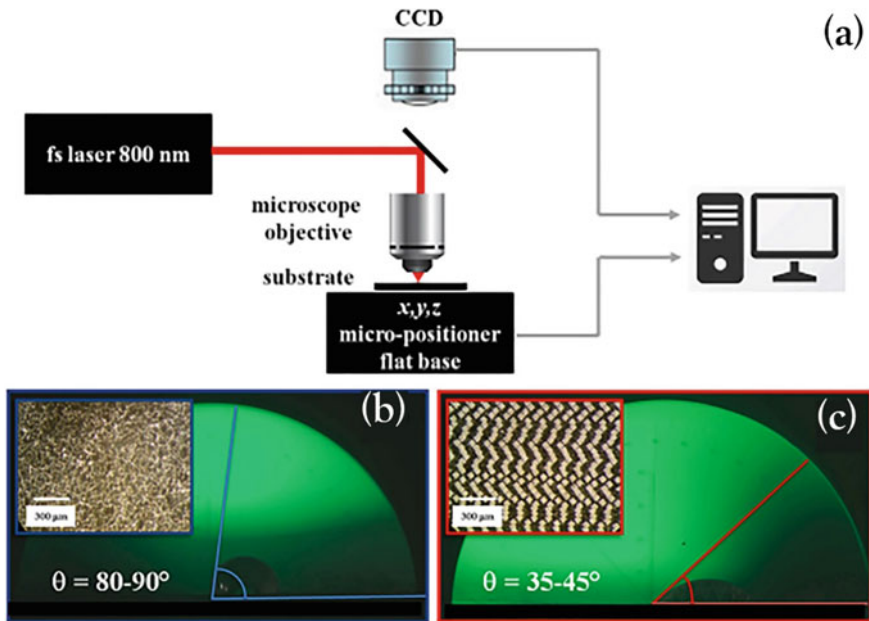 CCD
(a)
fs laser 800 nm
microscope
objective
substrate
x,y,z
micro-positioner
flat base
(b)
300 µm
θ = 80-90°
(c)
300 µm
θ = 35-45°